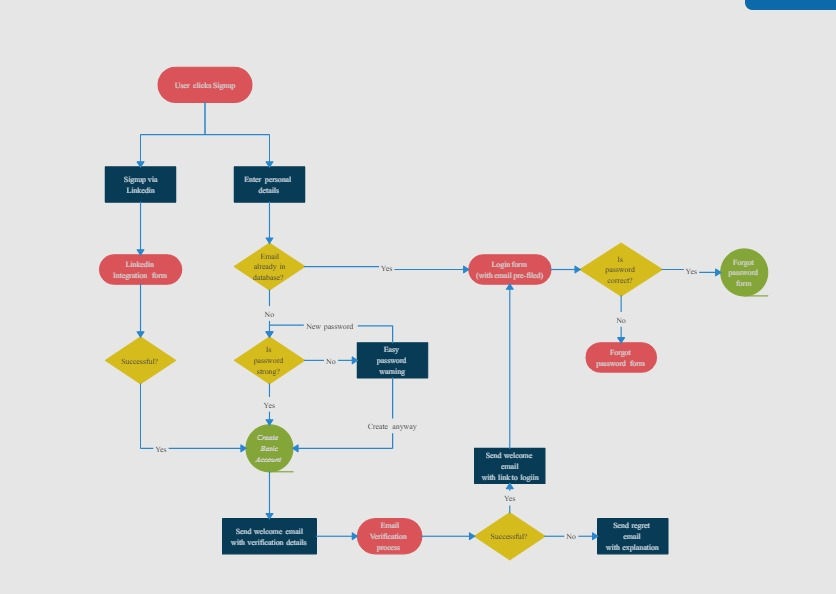 User clicks Signup
Signup via
Linkedin
Enter personal
details
Linkedin
Integration form
Email
already in
database?
Yes
Login form
(with email pre-filed)
Is
password
correct?
Yes
Forgot
password
form
No
New password
No
Forgot
password form
Successful?
Is
password
strong?
No
Easy
password
warning
Yes
Create anyway
Yes
Create
Basic
Account
Send welcome
email
with link to logiin
Yes
Send welcome email
with verification details
Email
Verification
process
Successful?
No
Send regret
email
with explanation